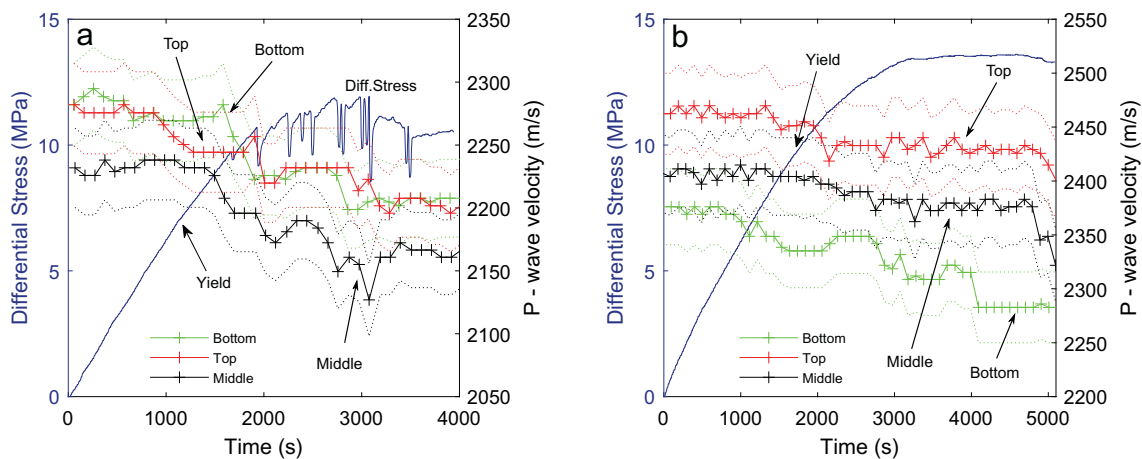 a
15
10
5
0
Differential Stress (MPa)
Top
Bottom
Diff.Stress
Yield
Middle
Bottom
Top
Middle
0
1000
2000
3000
4000
Time (s)
2350
2300
2250
2200
2150
2100
2050
P - wave velocity (m/s)
b
15
10
5
0
Differential Stress (MPa)
Yield
Top
Middle
Bottom
Bottom
Top
Middle
0
1000
2000
3000
4000
5000
Time (s)
2550
2500
2450
2400
2350
2300
2250
2200
P - wave velocity (m/s)